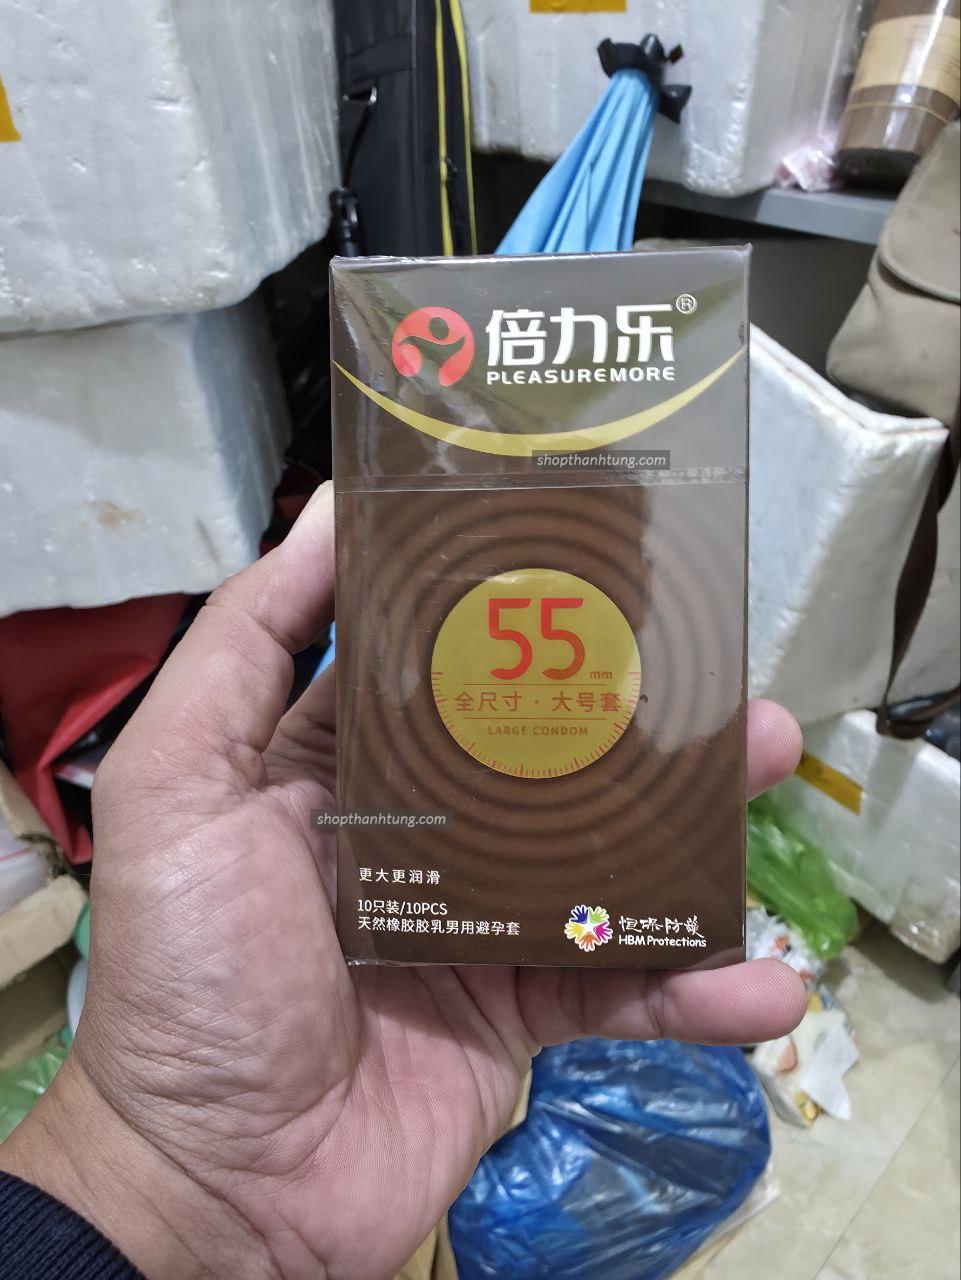 倍力乐®
PLEASUREMORE
shopthanhtung.com
55mm
全尺寸·大号套
LARGE CONDOM
shopthanhtung.com
更大更润滑
10只装/10PCS
天然橡胶胶乳男用避孕套
恒保防护
HBM Protections